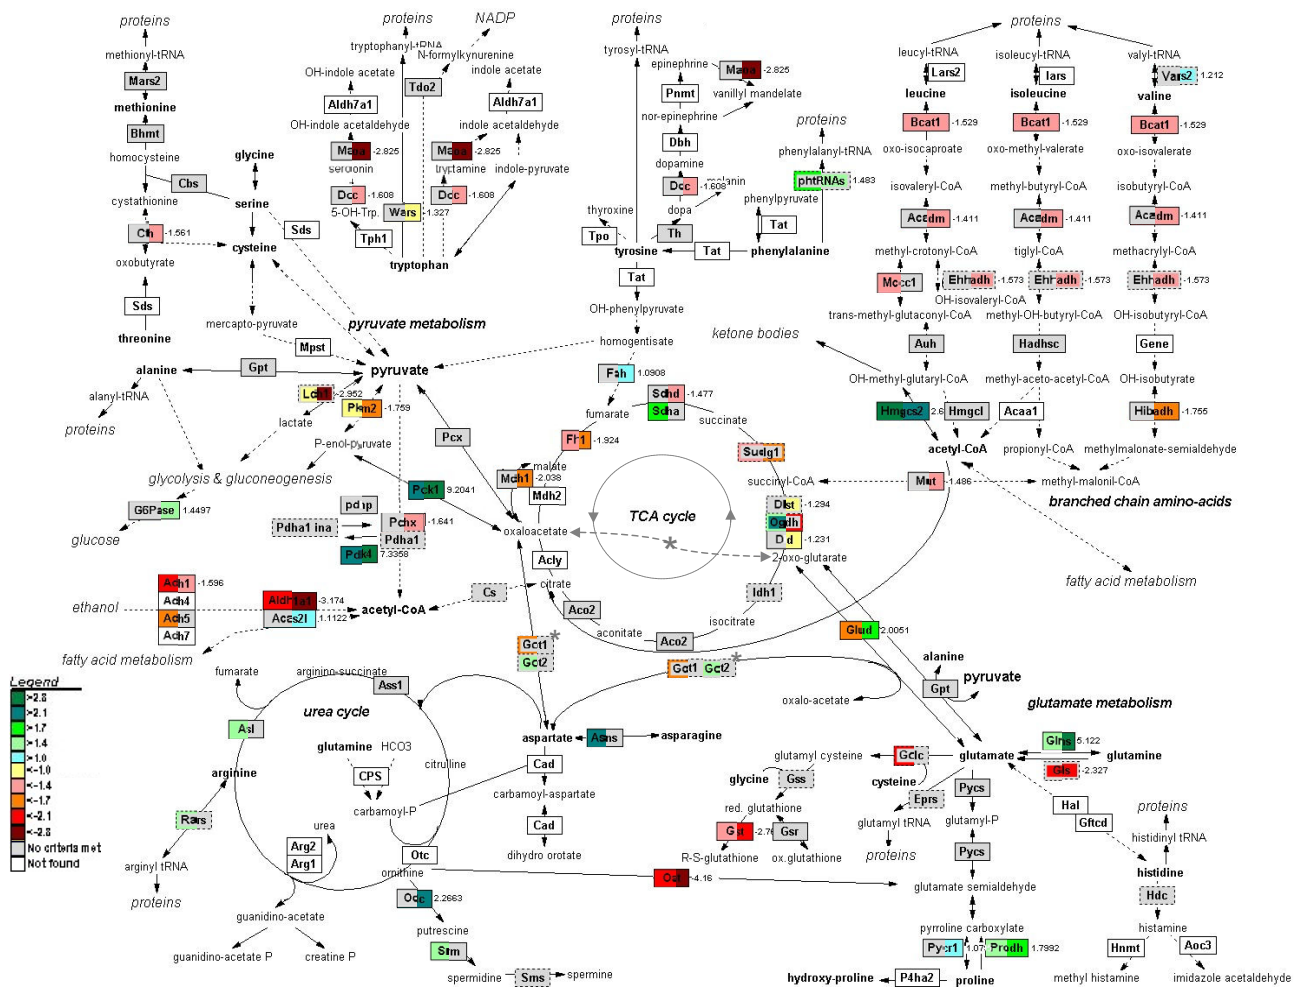 proteins
methionyl-tRNA
Mars2
methionine
Bhmt
homocysteine
Cbs
cystathionine
Cth -1.561
oxobutyrate
Sds
threonine
glycine
serine
Sds
cysteine
mercapto-pyruvate
Mpst
proteins
tryptophanyl-tRNA
NADP
N-formylkynurenine
OH-indole acetate
Tdo2
indole acetate
Aldh7a1
Aldh7a1
OH-indole acetaldehyde
indole acetaldehyde
-2.825
-2.825
tryptamine
indole-pyruvate
-1.608
-1.608
5-OH-Trp.
Wars -1.327
Tph1
tryptophan
proteins
tyrosyl-tRNA
epinephrine
-2.825
Pnmt
vanillyl mandelate
nor-epinephrine
Dbh
dopamine
-1.608
melanin
dopa
thyroxine
Tpo
Th
tyrosine
Tat
phenylalanine
Tat
phenylpyruvate
proteins
phenylalanyl-tRNA
phtRNAs 1.483
Tat
OH-phenylpyruvate
homogentisate
Fah 1.0908
fumarate
proteins
leucyl-tRNA
isoleucyl-tRNA
valyl-tRNA
Lars2
Iars
Vars2 1.212
leucine
isoleucine
valine
Bcat1 -1.529
Bcat1 -1.529
Bcat1 -1.529
oxo-isocaproate
oxo-methyl-valerate
oxo-isovalerate
isovaleryl-CoA
methyl-butyryl-CoA
isobutyryl-CoA
Acadm -1.411
Acadm -1.411
Acadm -1.411
methyl-crotonyl-CoA
tiglyl-CoA
methacrylyl-CoA
Mccc1
Ehhadh -1.573
Ehhadh -1.573
Ehhadh -1.573
OH-isovaleryl-CoA
trans-methyl-glutaconyl-CoA
methyl-OH-butyryl-CoA
OH-isobutyryl-CoA
Auh
Hadhsc
Gene
OH-methyl-glutaryl-CoA
methyl-aceto-acetyl-CoA
OH-isobutyrate
Hmgcs2 2.6
Hmgcl
Acaa1
Hibadh -1.755
ketone bodies
acetyl-CoA
propionyl-CoA
methylmalonate-semialdehyde
Mut -1.486
methyl-malonil-CoA
branched chain amino-acids
fatty acid metabolism
pyruvate metabolism
alanine
Gpt
pyruvate
alanyl-tRNA
proteins
-2.952
lactate
Pkm2 -1.759
P-enol-pyruvate
Pcx
glycolysis & gluconeogenesis
Pck1 9.2041
G6Pase 1.4497
glucose
Pdha1 ina
-1.641
Pdha1
Pdk4 7.3358
Sdhd -1.477
Sdha
succinate
Fh1 -1.924
malate
Mdh1 -2.038
Mdh2
oxaloacetate
TCA cycle
*
Suclg1
succinyl-CoA
Dlst -1.294
Ogdh
Dld -1.231
2-oxo-glutarate
Idh1
isocitrate
Aco2
aconitate
Aco2
citrate
Acly
Cs
acetyl-CoA
ethanol
Adh1 -1.596
Adh4
Adh5
Adh7
Aldh1a1 -3.174
Acas2l 1.1122
fatty acid metabolism
Got1 *
Got2
Got1 Got2 *
Glud 2.0051
oxalo-acetate
alanine
Gpt
pyruvate
glutamate metabolism
Legend
>2.8
>2.1
>1.7
>1.4
>1.0
<-1.0
<-1.4
<-1.7
<-2.1
<-2.8
No criteria met
Not found
fumarate
arginino-succinate
Ass1
Asl
urea cycle
glutamine
HCO3
CPS
citrulline
carbamoyl-P
arginine
Rars
arginyl tRNA
proteins
urea
Arg2
Arg1
Otc
ornithine
guanidino-acetate
guanidino-acetate P
creatine P
2.2663
putrescine
Srm
spermidine
Sms
spermine
aspartate
Asns
asparagine
Cad
carbamoyl-aspartate
Cad
dihydro orotate
Oat -4.16
glutamyl cysteine
Gclc
glycine
Gss
cysteine
red. glutathione
Gst
Gsr
R-S-glutathione
ox.glutathione
Eprs
glutamyl tRNA
proteins
glutamate
Glns 5.122
Gls -2.327
glutamine
Pycs
glutamyl-P
Pycs
glutamate semialdehyde
pyrroline carboxylate
Pycr1
Prodh 1.7992
hydroxy-proline
P4ha2
proline
Hal
Gftcd
proteins
histidinyl tRNA
histidine
Hdc
histamine
Hnmt
Aoc3
methyl histamine
imidazole acetaldehyde